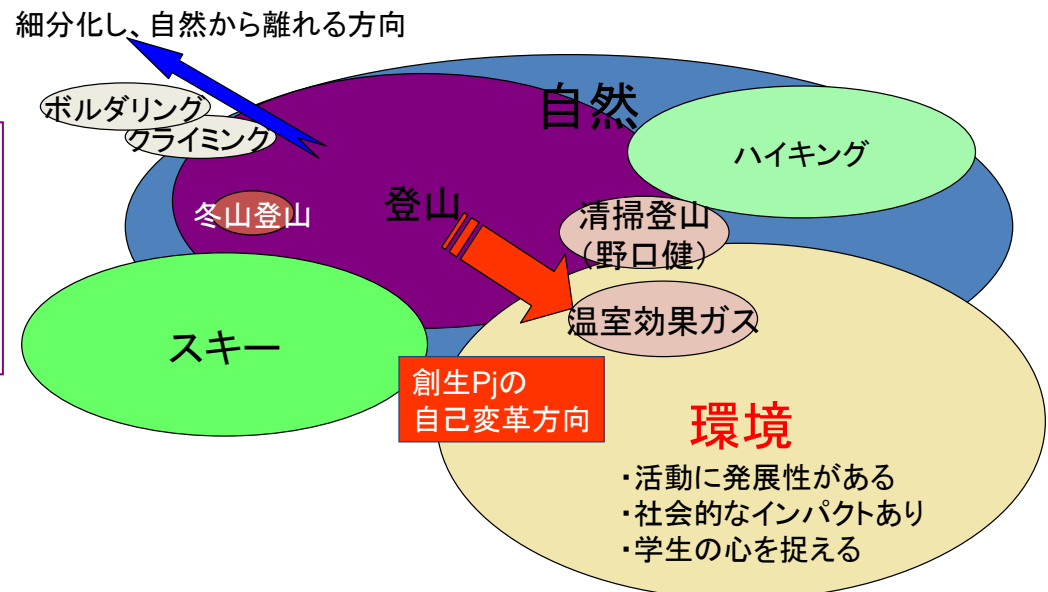 細分化し、自然から離れる方向
ボルダリング
クライミング
自然
ハイキング
冬山登山
登山
清掃登山
（野口健）
温室効果ガス
スキー
創生Pjの
自己変革方向
環境
・活動に発展性がある
・社会的なインパクトあり
・学生の心を捉える